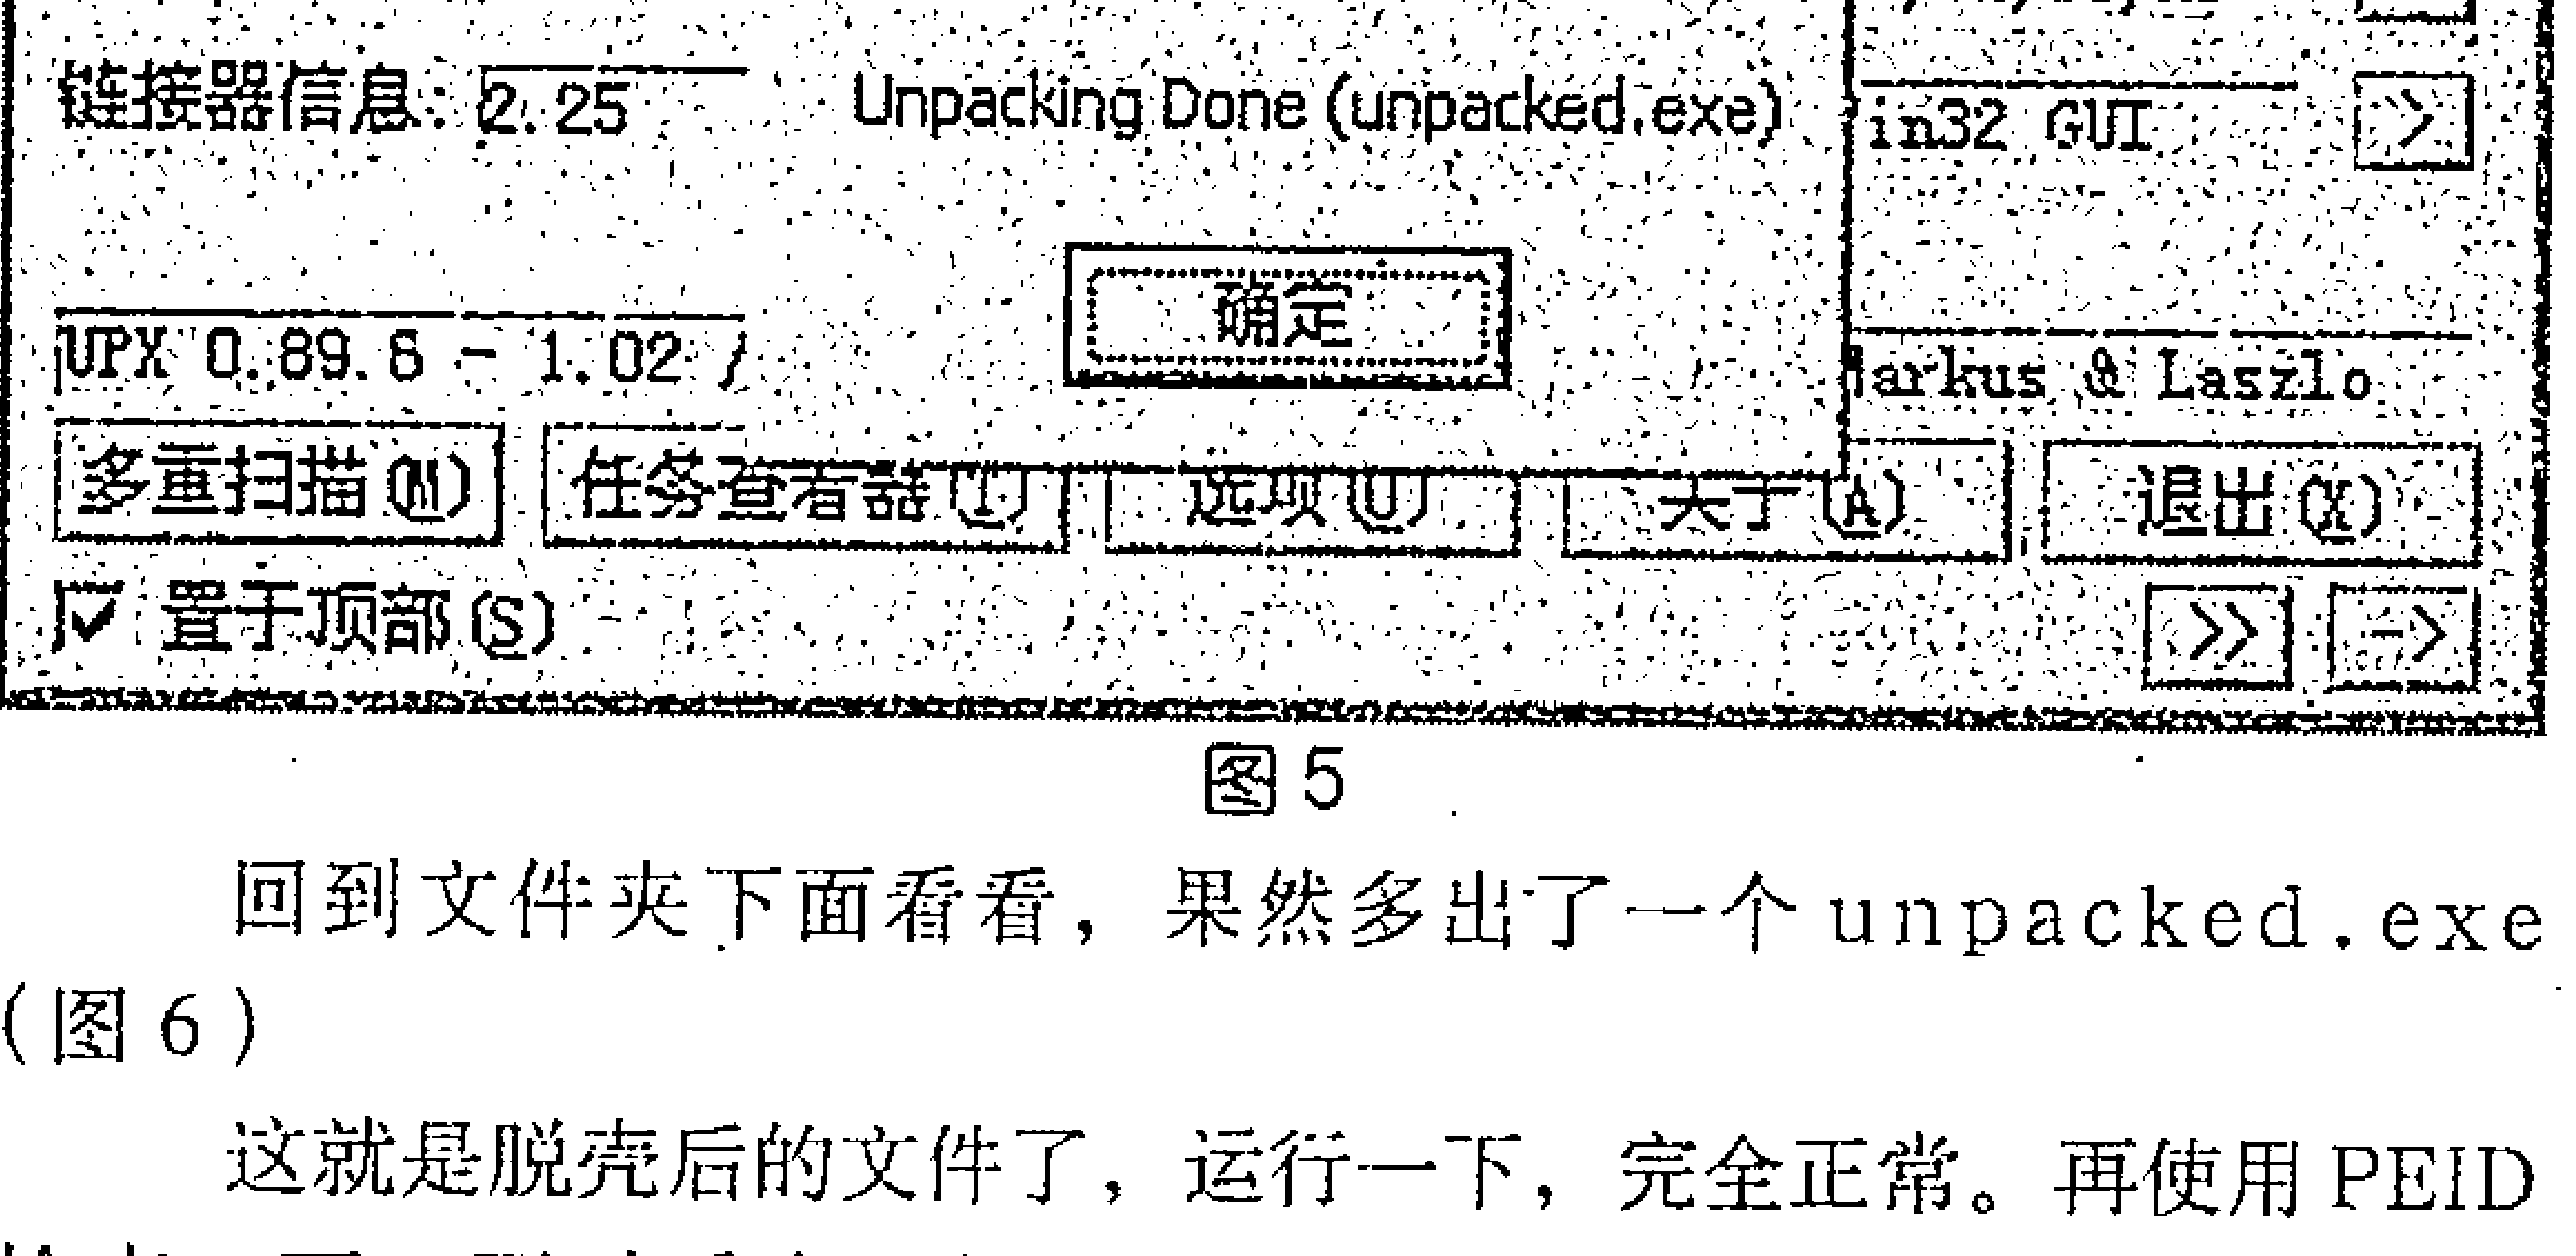 链接器信息: 2.25 Unpacking Done (unpacked.exe) in32 GUI >
确定
UPX 0.89.6 - 1.02 / Markus & Laszlo
多重扫描(M) 任务查看器(T) 选项(O) 关于(A) 退出(X)
置于顶部(S) >> ->
图5
回到文件夹下面看看，果然多出了一个unpacked.exe
(图6)
这就是脱壳后的文件了，运行一下，完全正常。再使用PEID